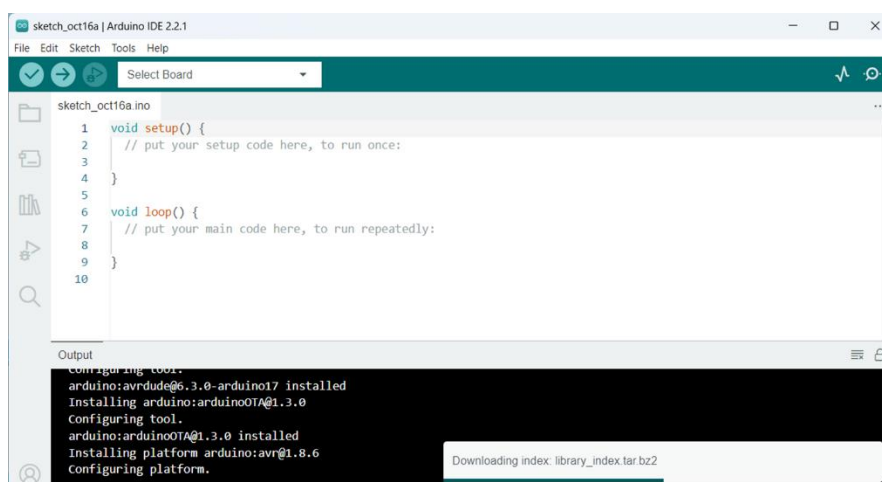 sketch_oct16a | Arduino IDE 2.2.1
File Edit Sketch Tools Help
Select Board
sketch_oct16a.ino
1 void setup() {
2 // put your setup code here, to run once:
3
4 }
5
6 void loop() {
7 // put your main code here, to run repeatedly:
8
9 }
10
Output
Configuring tool.
arduino:avrdude@6.3.0-arduino17 installed
Installing arduino:arduinoOTA@1.3.0
Configuring tool.
arduino:arduinoOTA@1.3.0 installed
Installing platform arduino:avr@1.8.6
Configuring platform.
Downloading index: library_index.tar.bz2